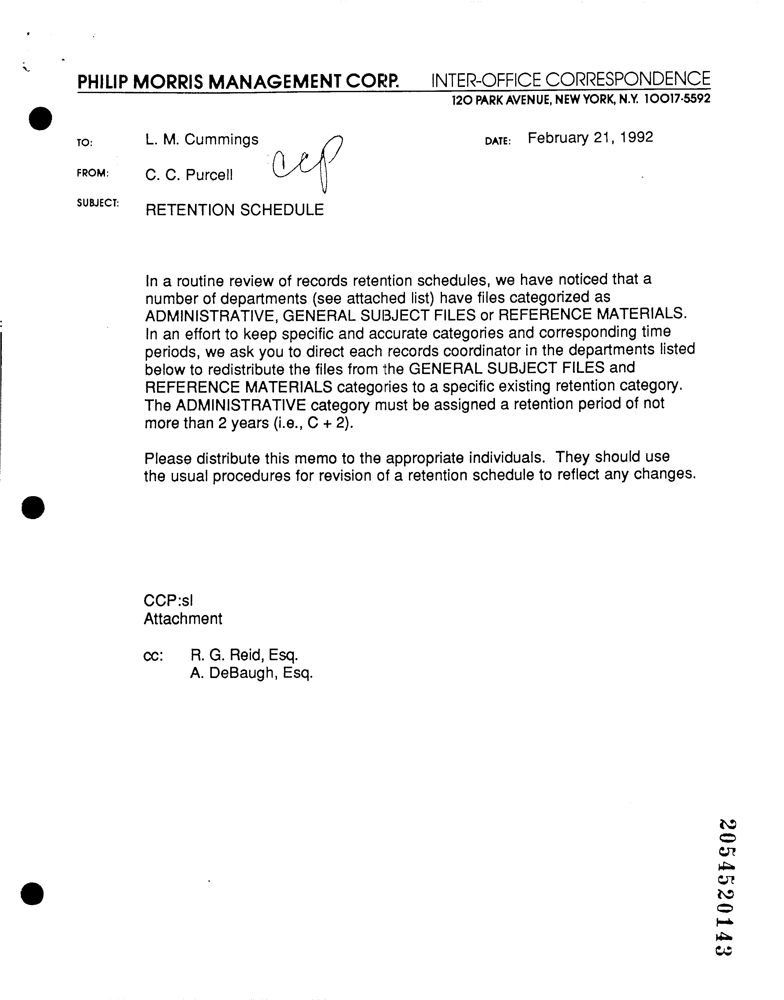 PHILIP MORRIS MANAGEMENT CORP. INTER-OFFICE CORRESPONDENCE
120 PARK AVENUE, NEW YORK, N.Y. 10017-5592
TO: L. M. Cummings DATE: February 21, 1992
ccp
FROM: C. C. Purcell
SUBJECT: RETENTION SCHEDULE
In a routine review of records retention schedules, we have noticed that a
number of departments (see attached list) have files categorized as
ADMINISTRATIVE, GENERAL SUBJECT FILES or REFERENCE MATERIALS.
In an effort to keep specific and accurate categories and corresponding time
periods, we ask you to direct each records coordinator in the departments listed
below to redistribute the files from the GENERAL SUBJECT FILES and
REFERENCE MATERIALS categories to a specific existing retention category.
The ADMINISTRATIVE category must be assigned a retention period of not
more than 2 years (i.e., C + 2).
Please distribute this memo to the appropriate individuals. They should use
the usual procedures for revision of a retention schedule to reflect any changes.
CCP:sl
Attachment
cc: R. G. Reid, Esq.
A. DeBaugh, Esq.
2054520143